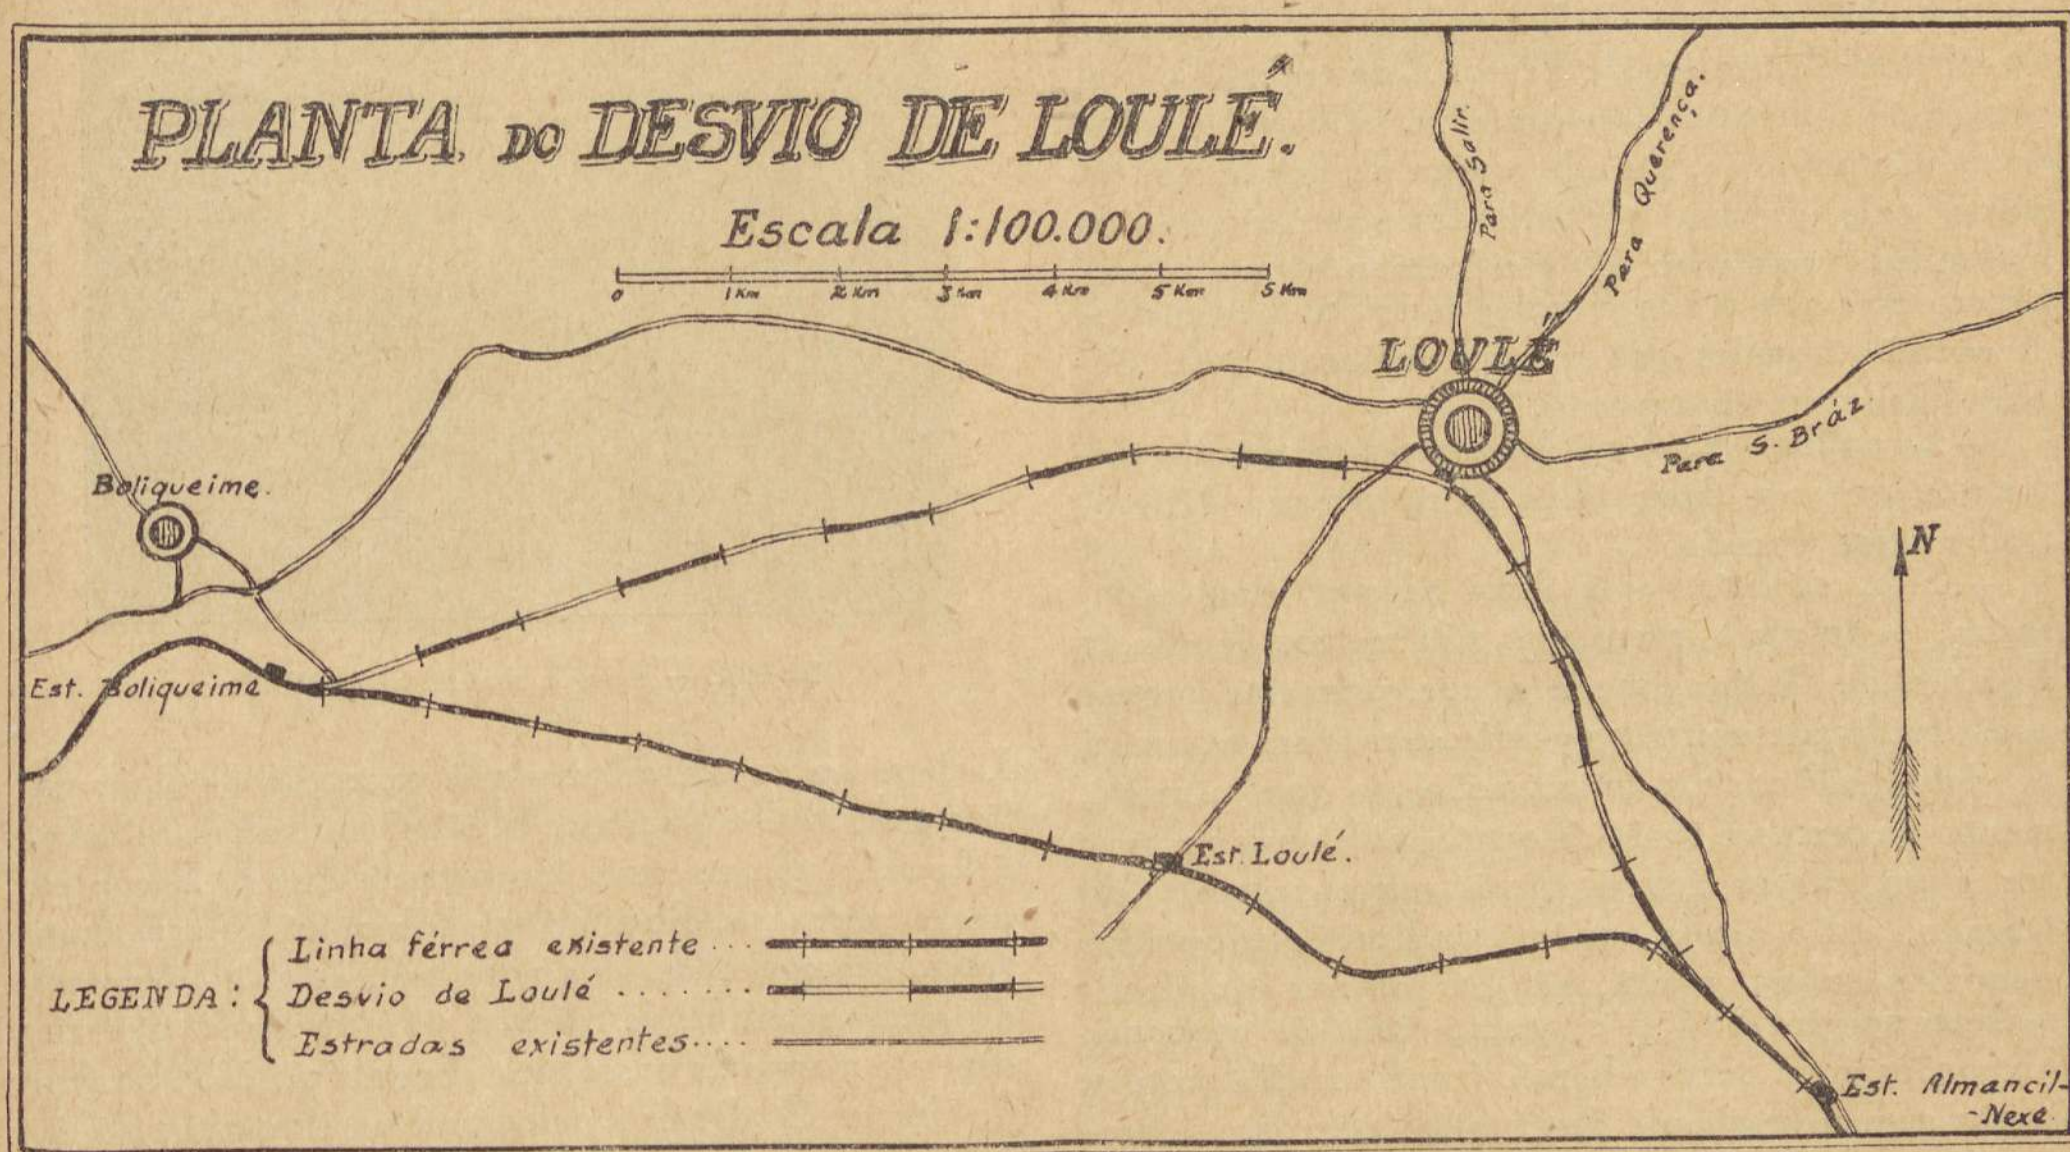 PLANTA DO DESVIO DE LOULÉ.
Escala 1:100.000.
0 1 Km 2 Km 3 Km 4 Km 5 Km 5 Km
Para Salir.
Para Querença.
LOULÉ
Para S. Bráz.
Boliqueime.
N
Est. Boliqueime
Est. Loulé.
LEGENDA:
Linha férrea existente ...
Desvio de Loulé ........
Estradas existentes....
Est. Almancil-
-Nexe